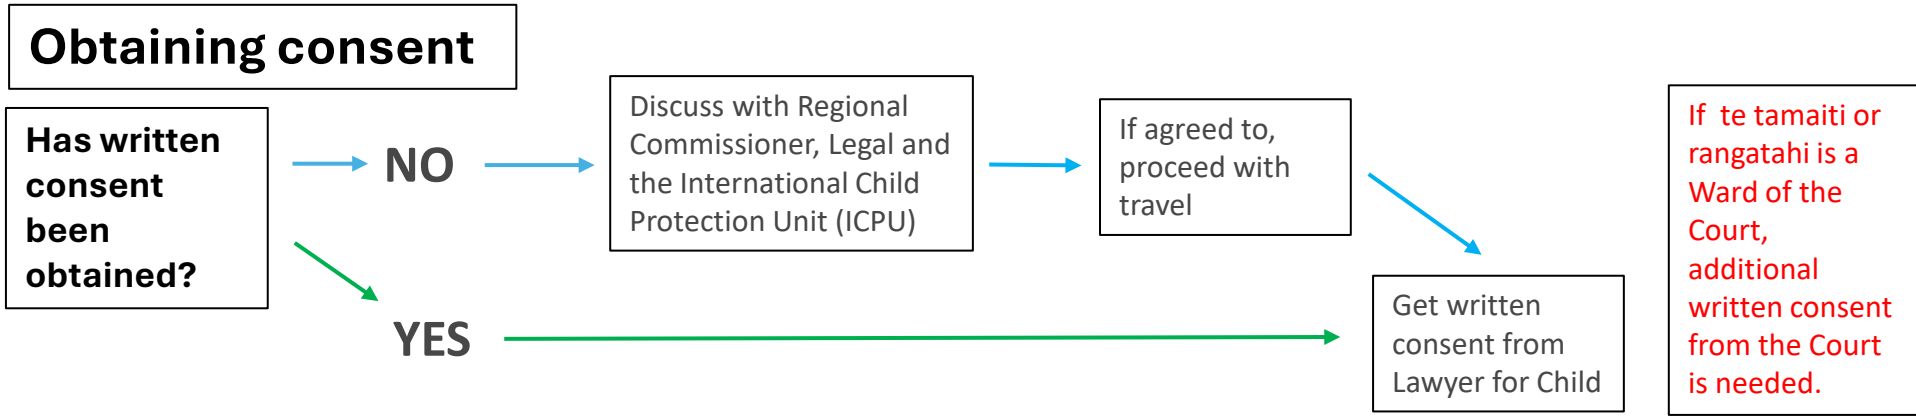 Obtaining consent
Has written
consent
been
obtained?
NO
Discuss with Regional
Commissioner, Legal and
the International Child
Protection Unit (ICPU)
If agreed to,
proceed with
travel
YES
Get written
consent from
Lawyer for Child
If te tamaiti or
rangatahi is a
Ward of the
Court,
additional
written consent
from the Court
is needed.